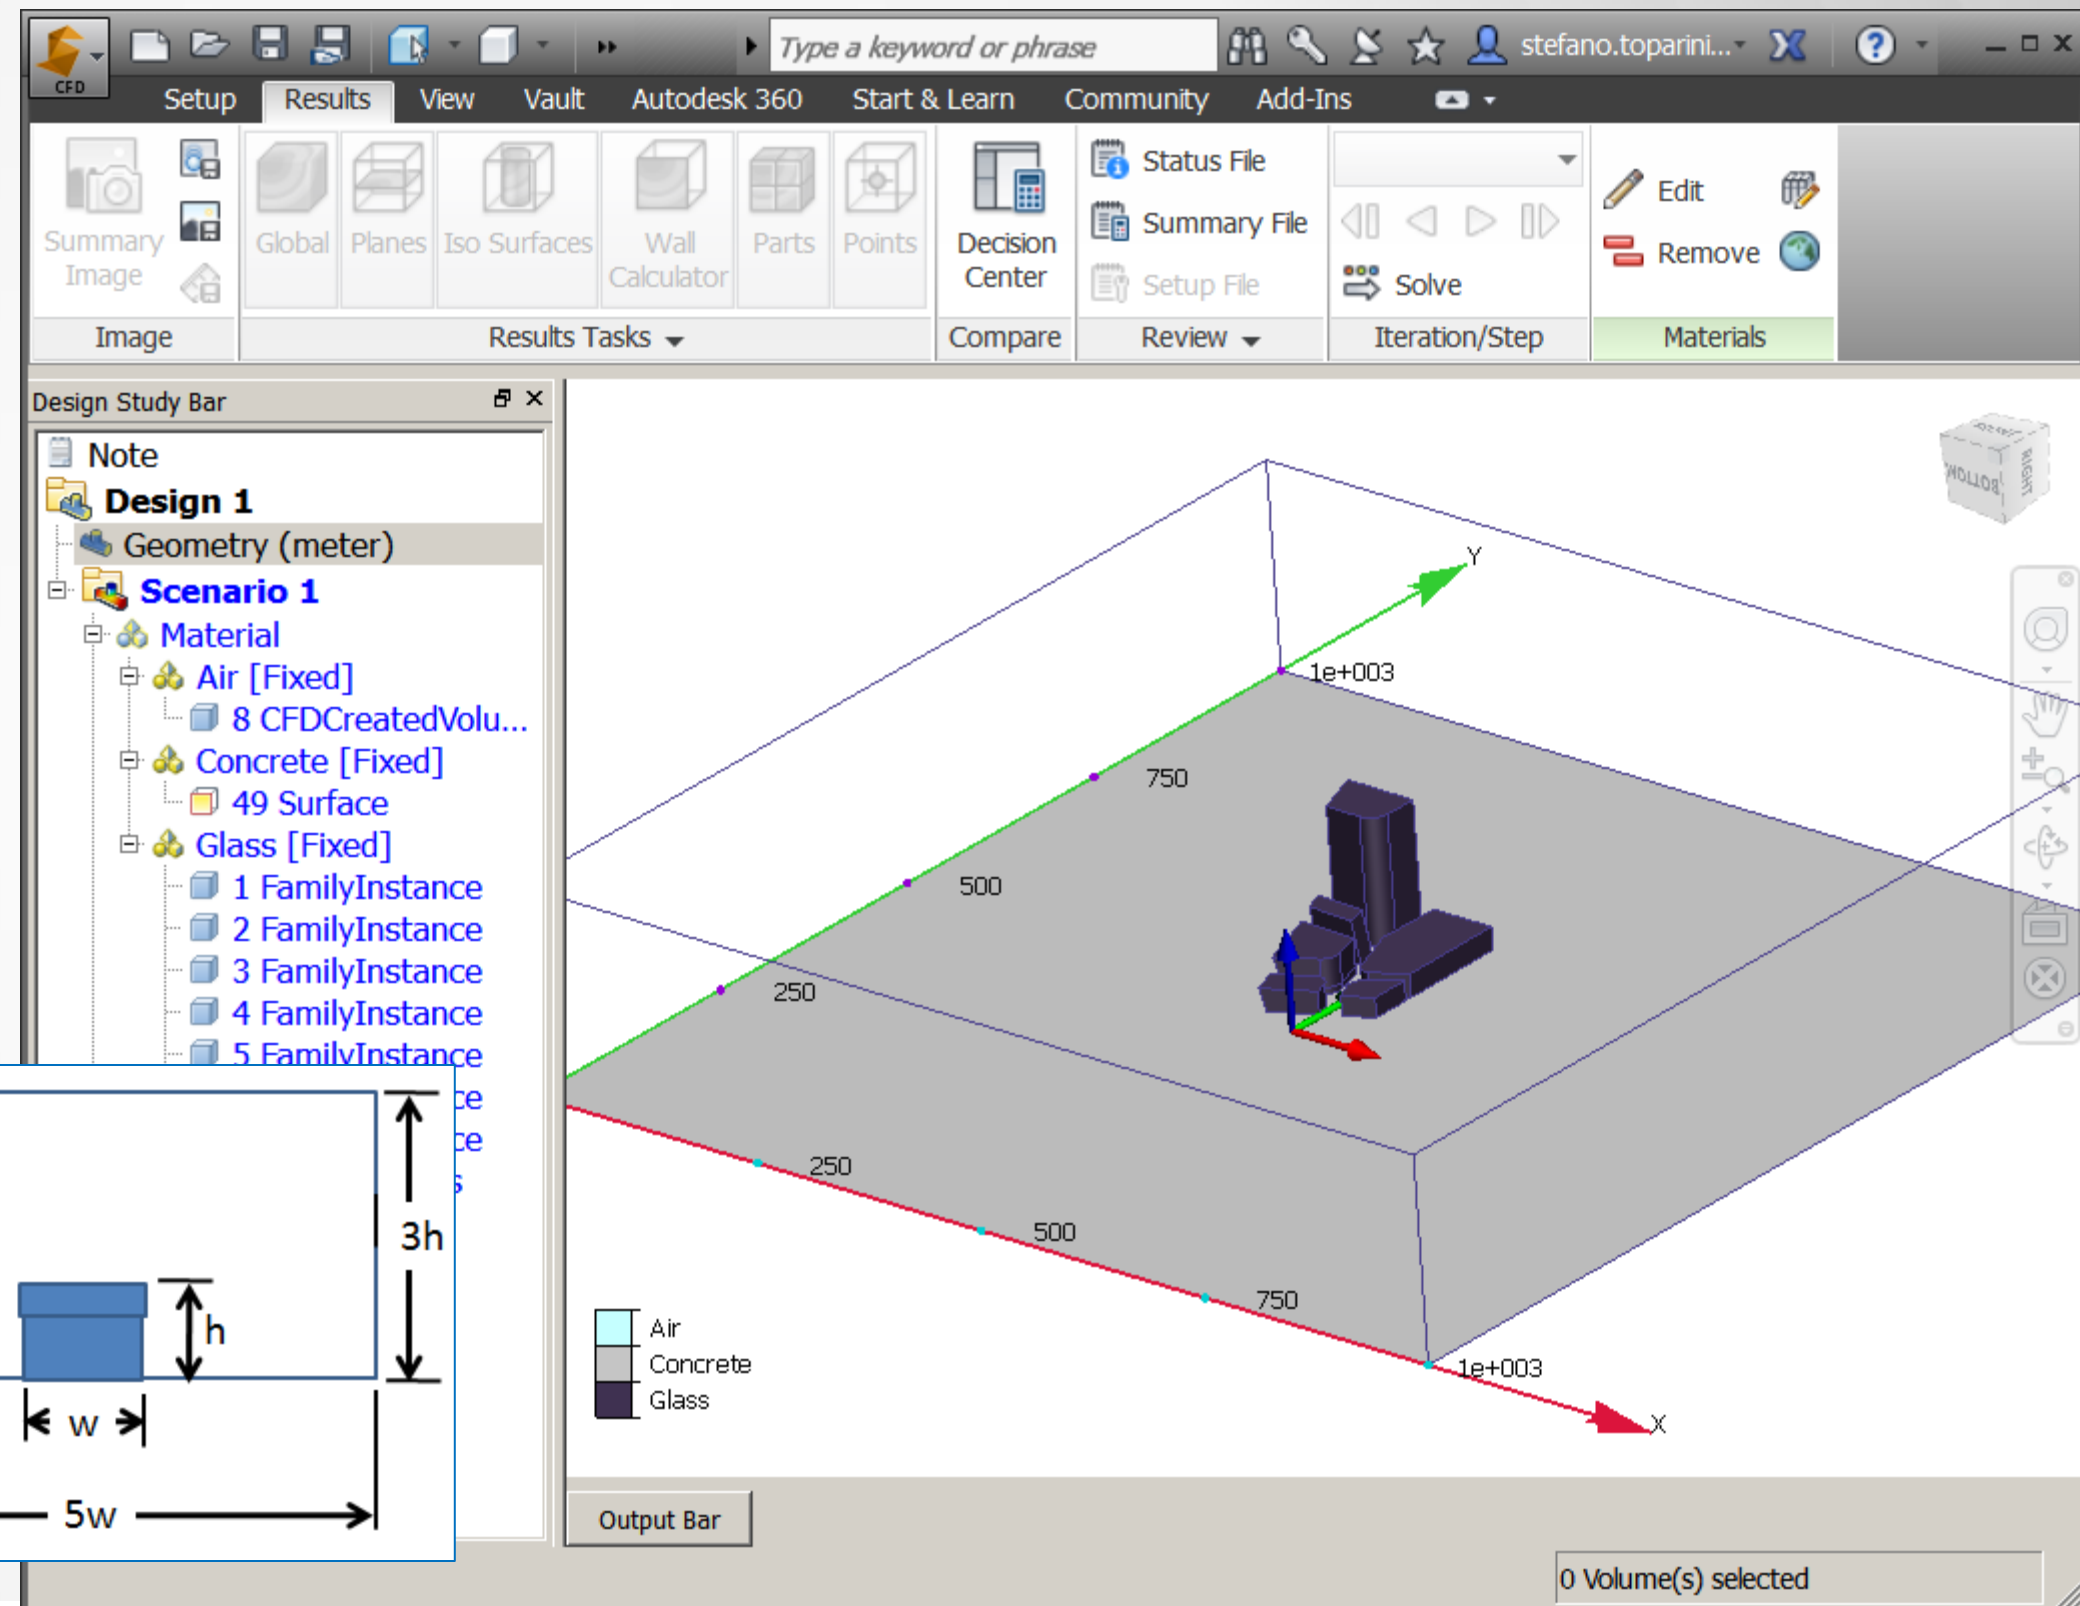 CFD
Type a keyword or phrase
stefano.toparini...
Setup Results View Vault Autodesk 360 Start & Learn Community Add-Ins
Summary Image
Global
Planes
Iso Surfaces
Wall Calculator
Parts
Points
Decision Center
Status File
Summary File
Setup File
Solve
Edit
Remove
Image
Results Tasks
Compare
Review
Iteration/Step
Materials
Design Study Bar
Note
Design 1
Geometry (meter)
Scenario 1
Material
Air [Fixed]
8 CFDCreatedVolu...
Concrete [Fixed]
49 Surface
Glass [Fixed]
1 FamilyInstance
2 FamilyInstance
3 FamilyInstance
4 FamilyInstance
5 FamilyInstance
ce
ce
s
3h
h
w
5w
RIGHT
BOTTOM
Y
1e+003
750
500
250
250
500
750
1e+003
X
Air
Concrete
Glass
Output Bar
0 Volume(s) selected